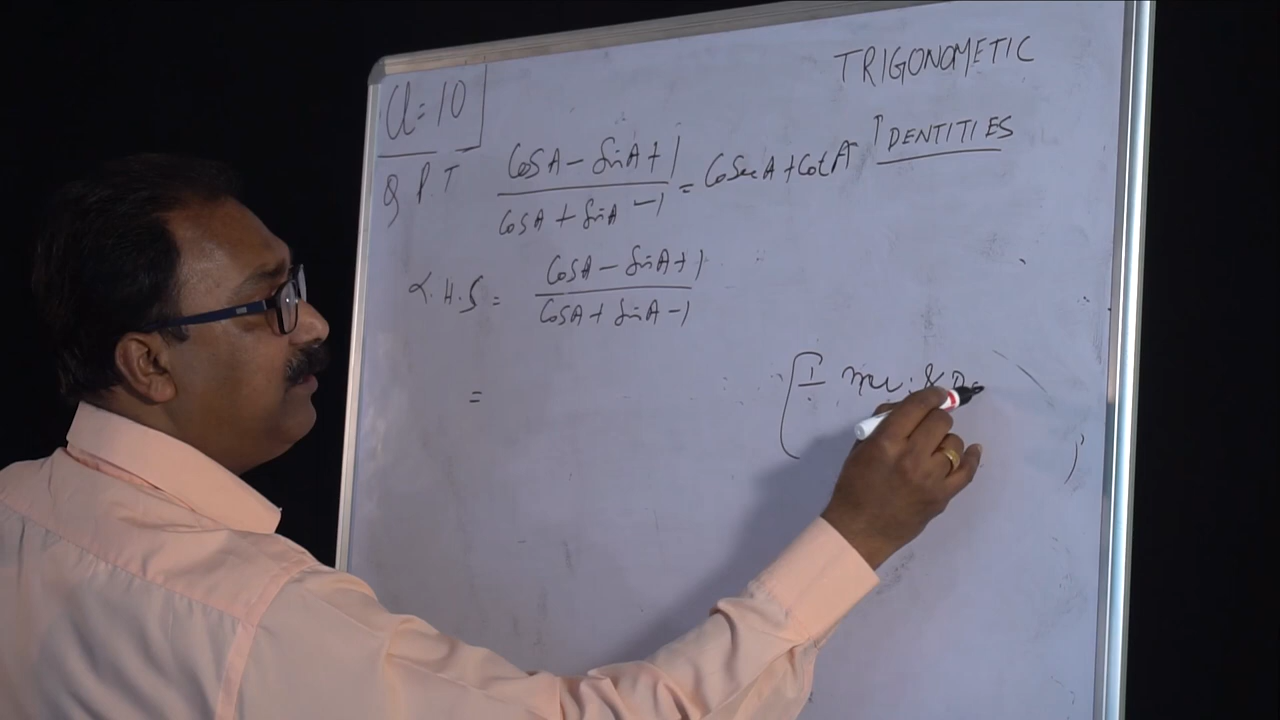 Cl=10
TRIGONOMETIC
IDENTITIES
Q P.T CosA - SinA + 1 / CosA + SinA - 1 = CosecA + CotA
L.H.S = CosA - SinA + 1 / CosA + SinA - 1
=
I &